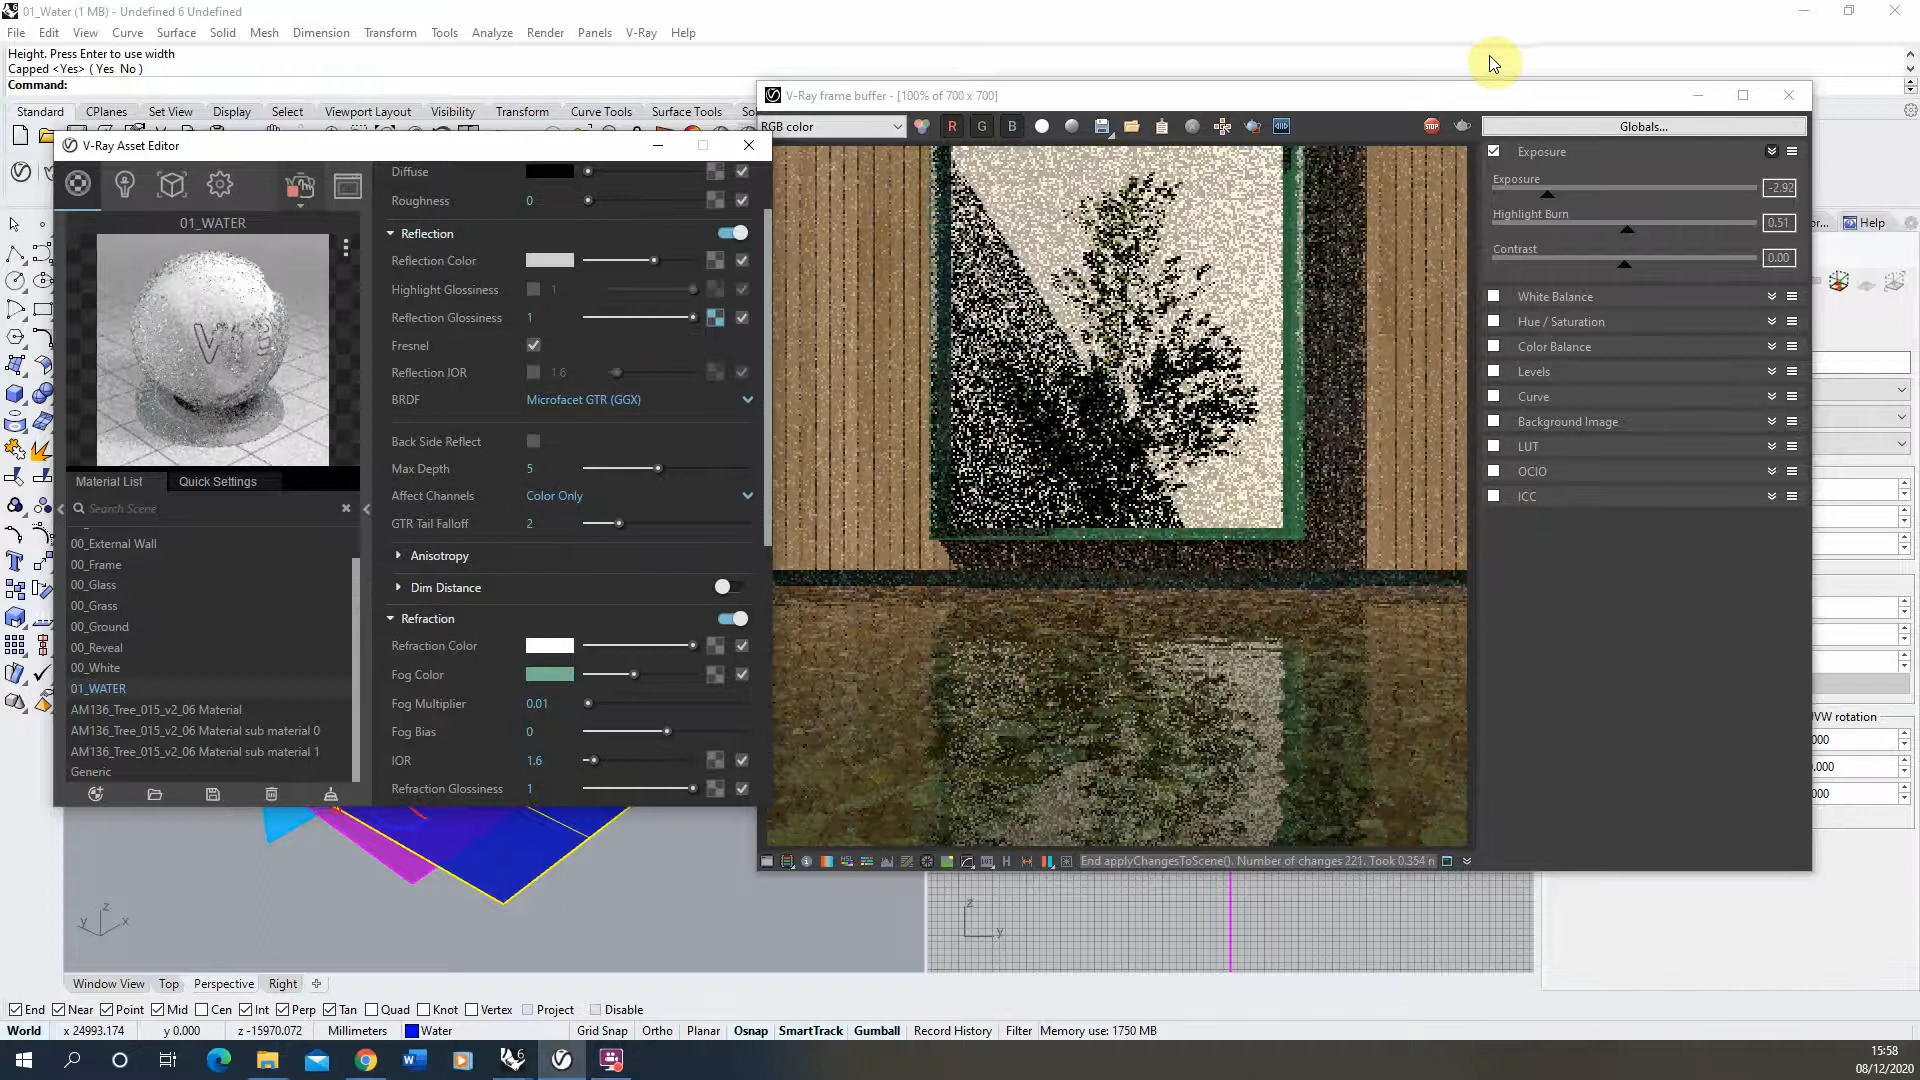 01_Water (1 MB) - Undefined 6 Undefined
File Edit View Curve Surface Solid Mesh Dimension Transform Tools Analyze Render Panels V-Ray Help
Height. Press Enter to use width
Capped <Yes> ( Yes No )
Command:
Standard CPlanes Set View Display Select Viewport Layout Visibility Transform Curve Tools Surface Tools So
V-Ray frame buffer - [100% of 700 x 700]
RGB color
R G B
STOP
Globals...
V-Ray Asset Editor
01_WATER
Material List Quick Settings
Search Scene
00_External Wall
00_Frame
00_Glass
00_Grass
00_Ground
00_Reveal
00_White
01_WATER
AM136_Tree_015_v2_06 Material
AM136_Tree_015_v2_06 Material sub material 0
AM136_Tree_015_v2_06 Material sub material 1
Generic
Diffuse
Roughness 0
Reflection
Reflection Color
Highlight Glossiness 1
Reflection Glossiness 1
Fresnel
Reflection IOR 1.6
BRDF Microfacet GTR (GGX)
Back Side Reflect
Max Depth 5
Affect Channels Color Only
GTR Tail Falloff 2
Anisotropy
Dim Distance
Refraction
Refraction Color
Fog Color
Fog Multiplier 0.01
Fog Bias 0
IOR 1.6
Refraction Glossiness 1
Exposure
Exposure -2.92
Highlight Burn 0.51
Contrast 0.00
White Balance
Hue / Saturation
Color Balance
Levels
Curve
Background Image
LUT
OCIO
ICC
End applyChangesToScene(). Number of changes 221. Took 0.354 n
or... Help
UVW rotation
000
0.000
000
z
y x
z
y
Window View Top Perspective Right
End Near Point Mid Cen Int Perp Tan Quad Knot Vertex Project Disable
World x 24993.174 y 0.000 z -15970.072 Millimeters Water Grid Snap Ortho Planar Osnap SmartTrack Gumball Record History Filter Memory use: 1750 MB
15:58
08/12/2020